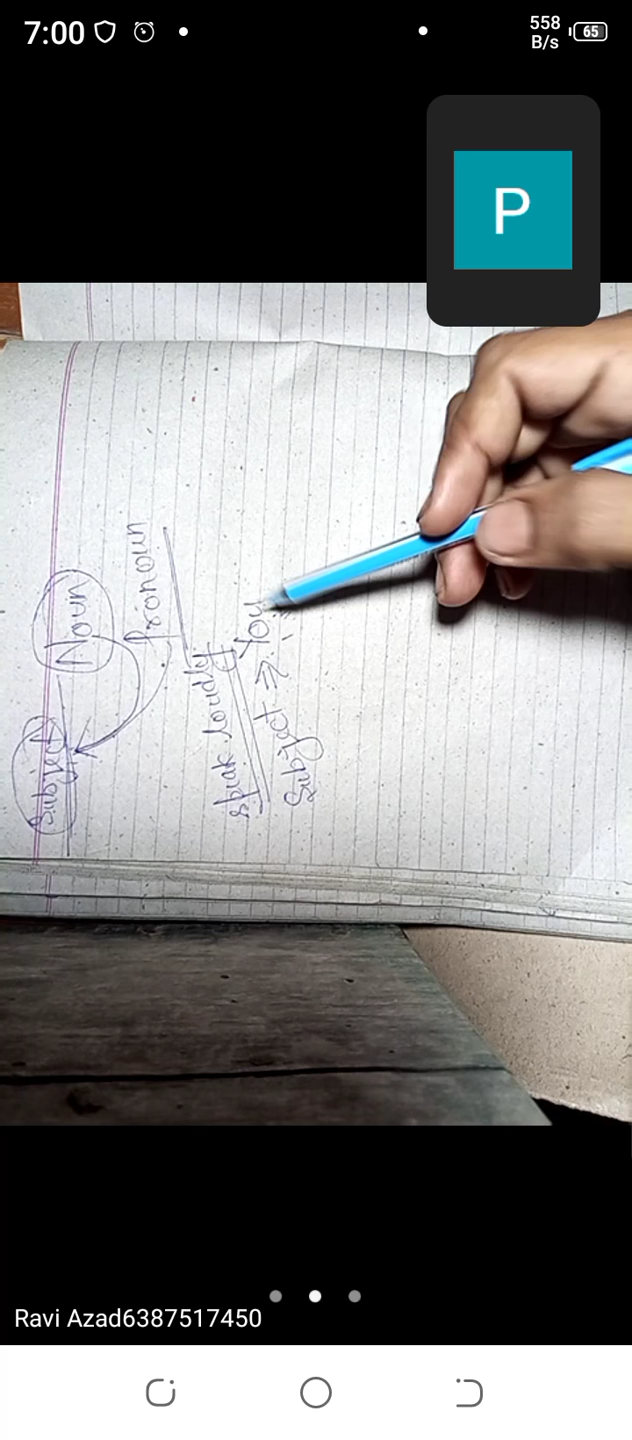 7:00
558
B/s
65
P
Subject
Noun
Pronoun
speak loudly
Subject ⇒ You
Ravi Azad6387517450